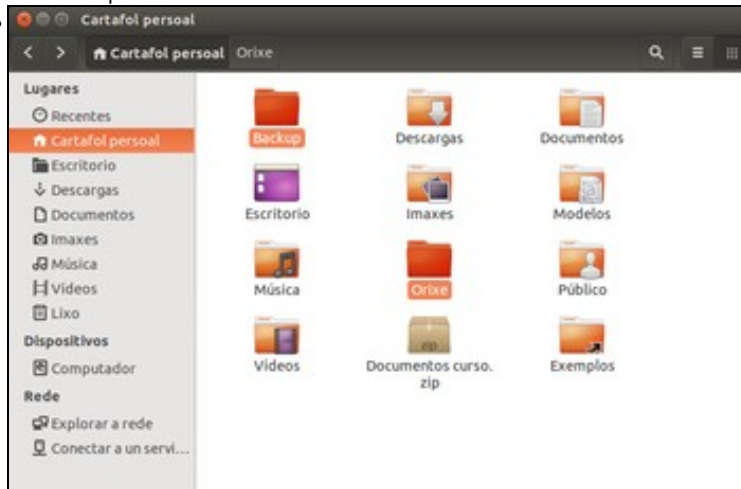 Cartafol persoal
Cartafol persoal Orixe
Lugares
Recentes
Cartafol persoal
Escritorio
Descargas
Documentos
Imaxes
Música
Vídeos
Lixo
Dispositivos
Computador
Rede
Explorar a rede
Conectar a un servi...
Backup
Descargas
Documentos
Escritorio
Imaxes
Modelos
Música
Orixe
Público
Vídeos
zip
Documentos curso.
zip
Exemplos